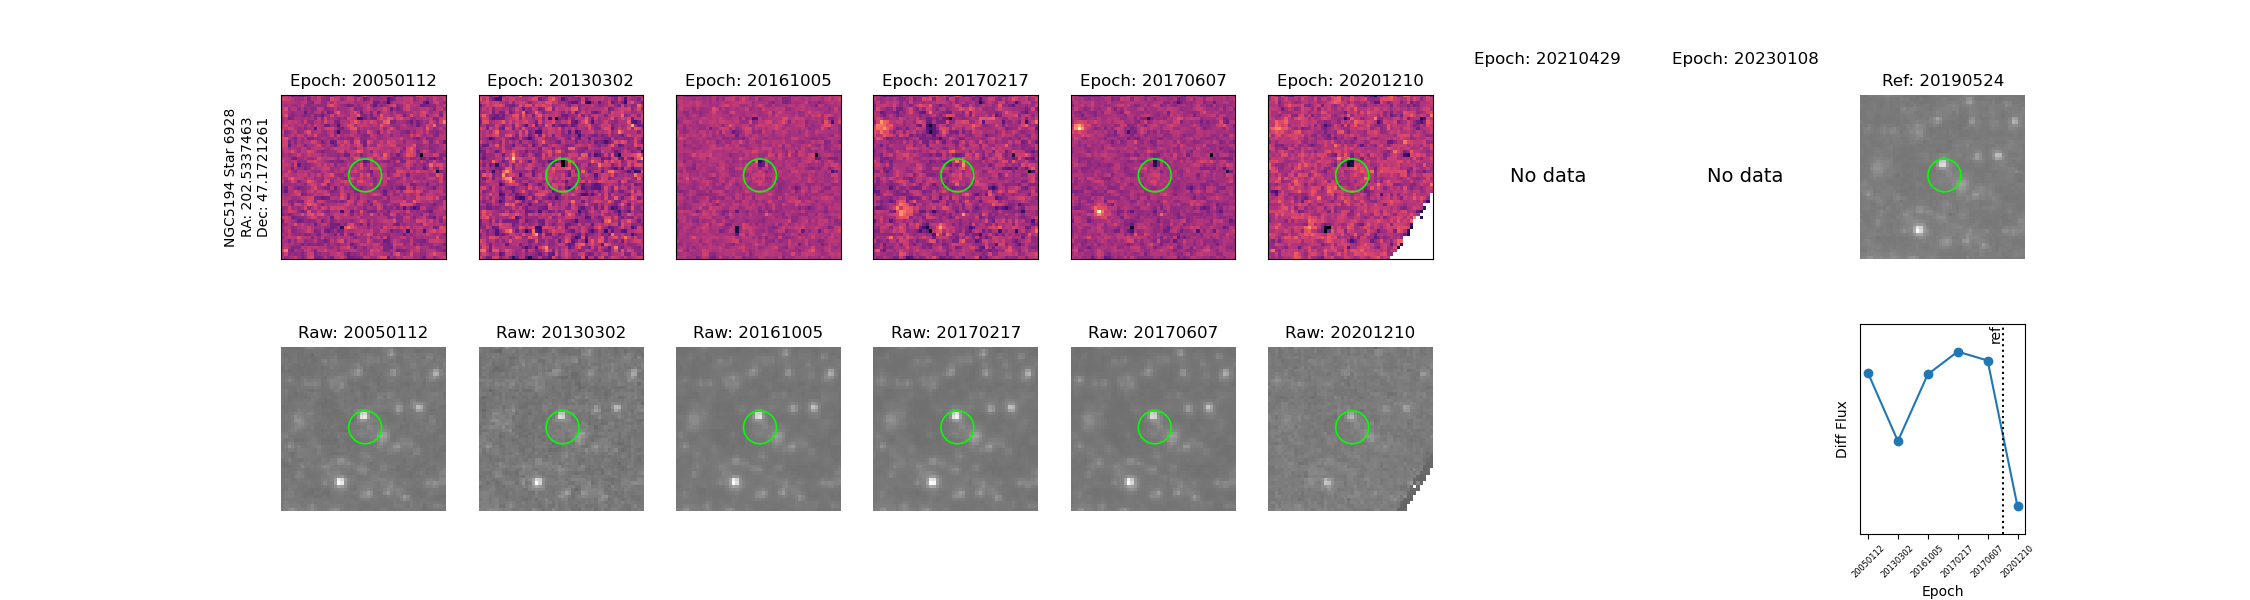 NGC5194 Star 6928
RA: 202.5337463
Dec: 47.1721261
Epoch: 20050112
Epoch: 20130302
Epoch: 20161005
Epoch: 20170217
Epoch: 20170607
Epoch: 20201210
Epoch: 20210429
Epoch: 20230108
Ref: 20190524
No data
No data
Raw: 20050112
Raw: 20130302
Raw: 20161005
Raw: 20170217
Raw: 20170607
Raw: 20201210
ref
Diff Flux
20050112
20130302
20161005
20170217
20170607
20201210
Epoch